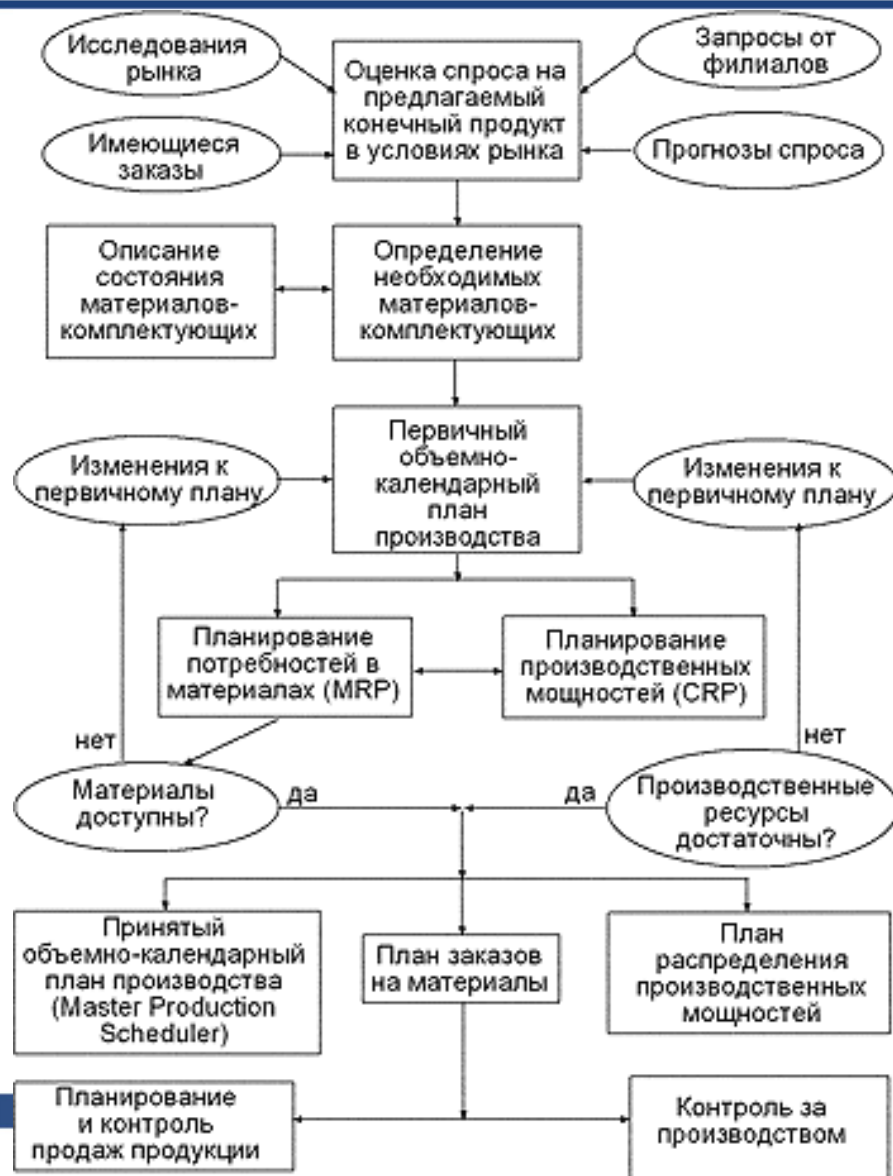 Исследования
рынка
Оценка спроса на
предлагаемый
конечный продукт
в условиях рынка
Запросы от
филиалов
Имеющиеся
заказы
Прогнозы спроса
Описание
состояния
материалов-
комплектующих
Определение
необходимых
материалов-
комплектующих
Изменения к
первичному плану
Первичный
объемно-
календарный
план
производства
Изменения к
первичному плану
Планирование
потребностей в
материалах (MRP)
Планирование
производственных
мощностей (CRP)
нет
нет
Материалы
доступны?
да
да
Производственные
ресурсы
достаточны?
Принятый
объемно-календарный
план производства
(Master Production
Scheduler)
План заказов
на материалы
План
распределения
производственных
мощностей
Планирование
и контроль
продаж продукции
Контроль за
производством